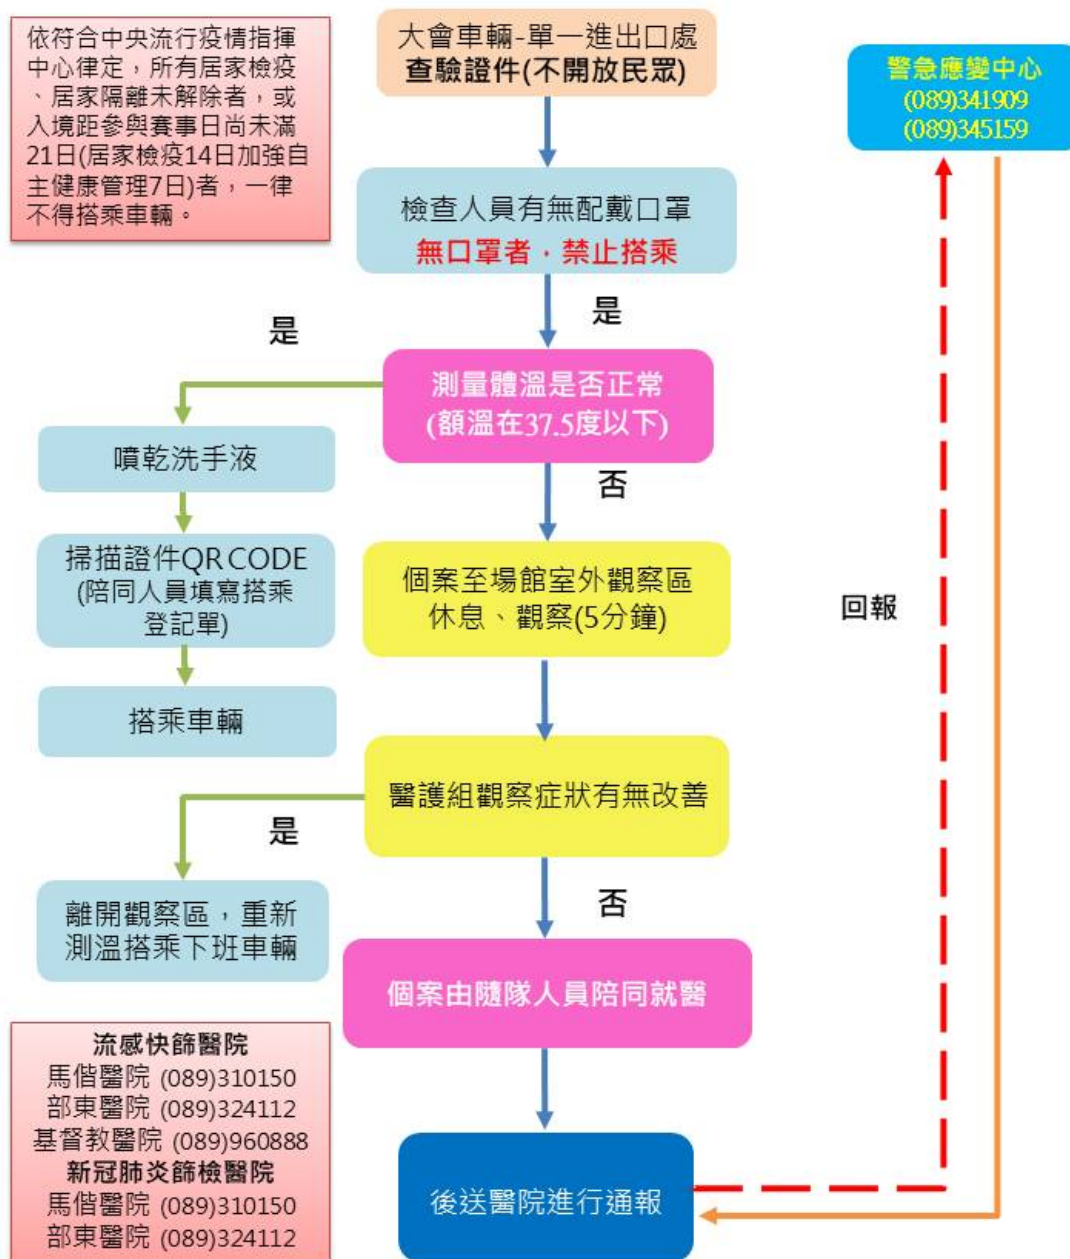 依符合中央流行疫情指揮
中心律定，所有居家檢疫
、居家隔離未解除者，或
入境距參與賽事日尚未滿
21日(居家檢疫14日加強自
主健康管理7日)者，一律
不得搭乘車輛。
大會車輛-單一進出口處
查驗證件(不開放民眾)
警急應變中心
(089)341909
(089)345159
檢查人員有無配戴口罩
無口罩者，禁止搭乘
是
是
測量體溫是否正常
(額溫在37.5度以下)
噴乾洗手液
否
掃描證件QR CODE
(陪同人員填寫搭乘
登記單)
個案至場館室外觀察區
休息、觀察(5分鐘)
回報
搭乘車輛
醫護組觀察症狀有無改善
是
離開觀察區，重新
測溫搭乘下班車輛
否
個案由隨隊人員陪同就醫
流感快篩醫院
馬偕醫院 (089)310150
部東醫院 (089)324112
基督教醫院 (089)960888
新冠肺炎篩檢醫院
馬偕醫院 (089)310150
部東醫院 (089)324112
後送醫院進行通報